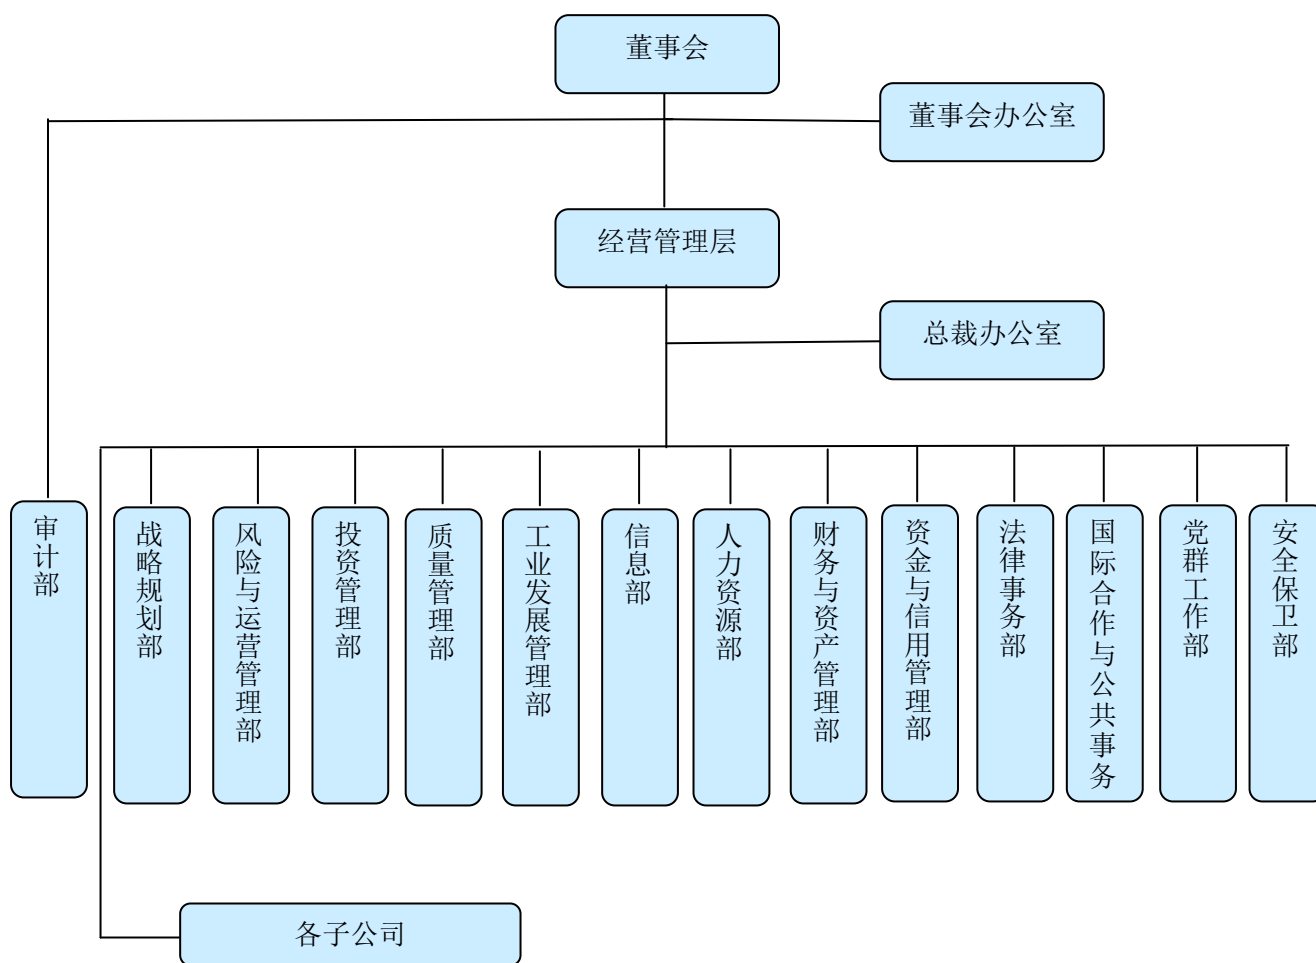 董事会
董事会办公室
经营管理层
总裁办公室
审计部
战略规划部
风险与运营管理部
投资管理部
质量管理部
工业发展管理部
信息部
人力资源部
财务与资产管理部
资金与信用管理部
法律事务部
国际合作与公共事务
党群工作部
安全保卫部
各子公司